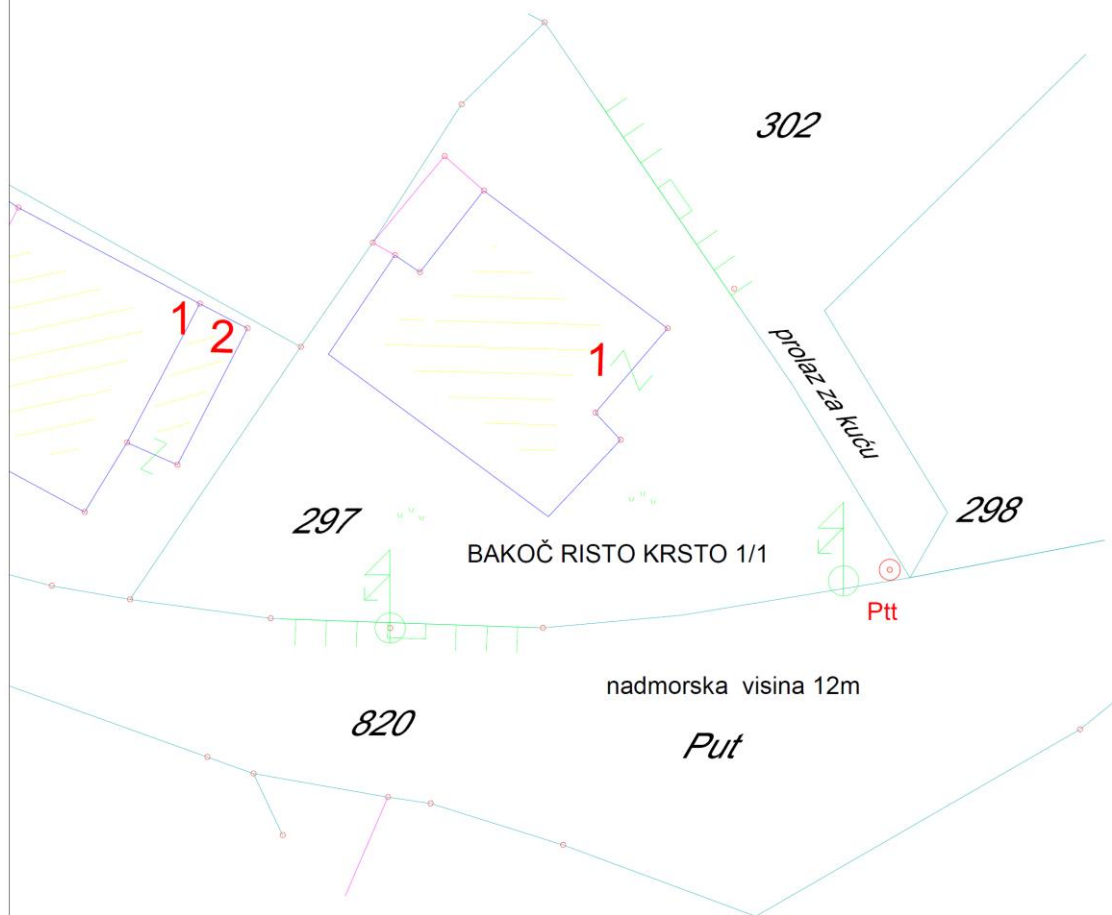 302
1
2
1
prolaz za kuću
297
298
BAKOČ RISTO KRSTO 1/1
Ptt
nadmorska visina 12m
820
Put